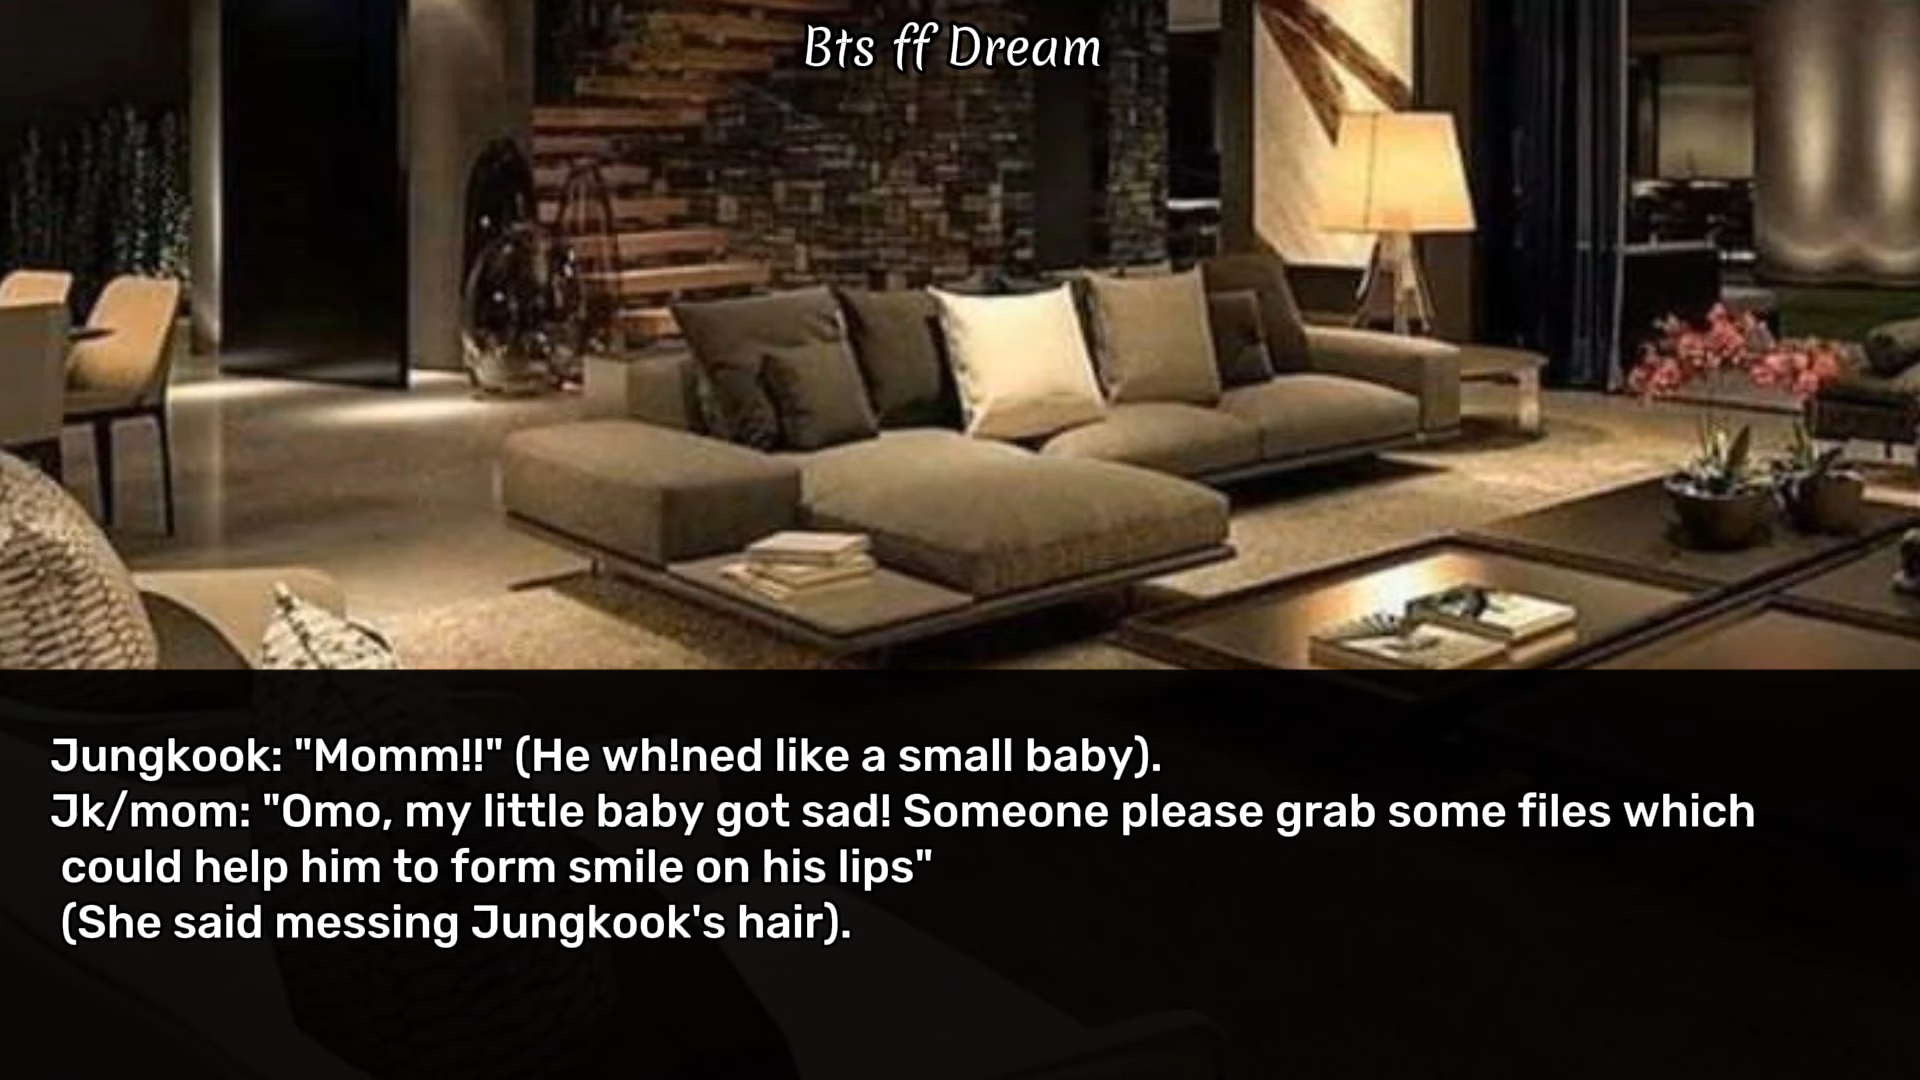 Bts ff Dream
Jungkook: "Momm!!" (He wh!ned like a small baby).
Jk/mom: "Omo, my little baby got sad! Someone please grab some files which
could help him to form smile on his lips"
(She said messing Jungkook's hair).